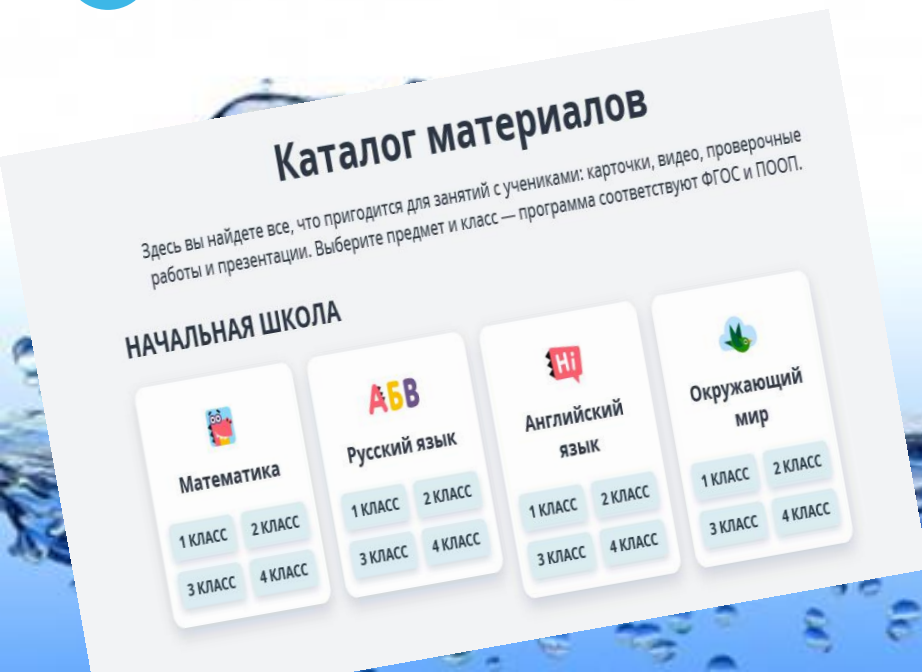 Каталог материалов
Здесь вы найдете все, что пригодится для занятий с учениками: карточки, видео, проверочные
работы и презентации. Выберите предмет и класс — программа соответствуют ФГОС и ПООП.
НАЧАЛЬНАЯ ШКОЛА
Математика
1 КЛАСС 2 КЛАСС
3 КЛАСС 4 КЛАСС
АБВ
Русский язык
1 КЛАСС 2 КЛАСС
3 КЛАСС 4 КЛАСС
Hi
Английский
язык
1 КЛАСС 2 КЛАСС
3 КЛАСС 4 КЛАСС
Окружающий
мир
1 КЛАСС 2 КЛАСС
3 КЛАСС 4 КЛАСС